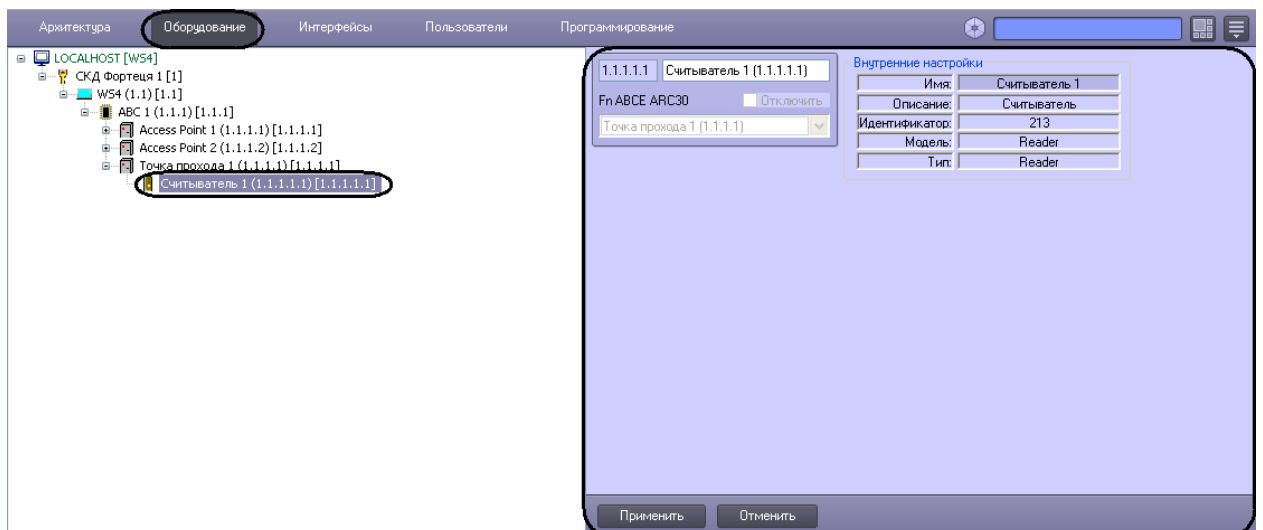 Архитектура Оборудование Интерфейсы Пользователи Программирование
LOCALHOST [WS4]
СКД Фортеця 1 [1]
WS4 (1.1) [1.1]
ABC 1 (1.1.1) [1.1.1]
Access Point 1 (1.1.1.1) [1.1.1.1]
Access Point 2 (1.1.1.2) [1.1.1.2]
Точка прохода 1 (1.1.1.1) [1.1.1.1]
Считыватель 1 (1.1.1.1.1) [1.1.1.1.1]
1.1.1.1.1 Считыватель 1 (1.1.1.1.1)
Fn ABCE ARC30 Отключить
Точка прохода 1 (1.1.1.1)
Внутренние настройки
Имя: Считыватель 1
Описание: Считыватель
Идентификатор: 213
Модель: Reader
Тип: Reader
Применить Отменить